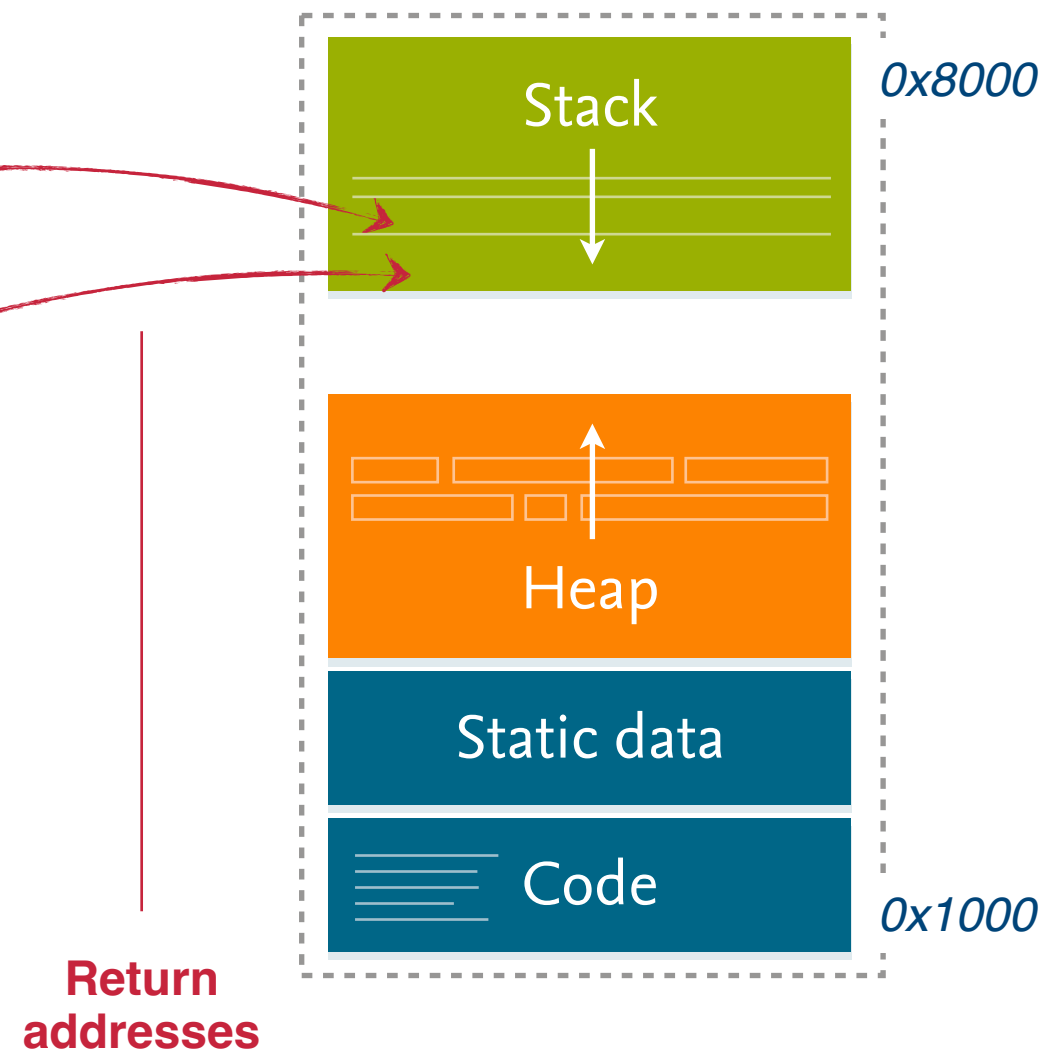 0x8000
Stack
Heap
Static data
Code
0x1000
Return
addresses